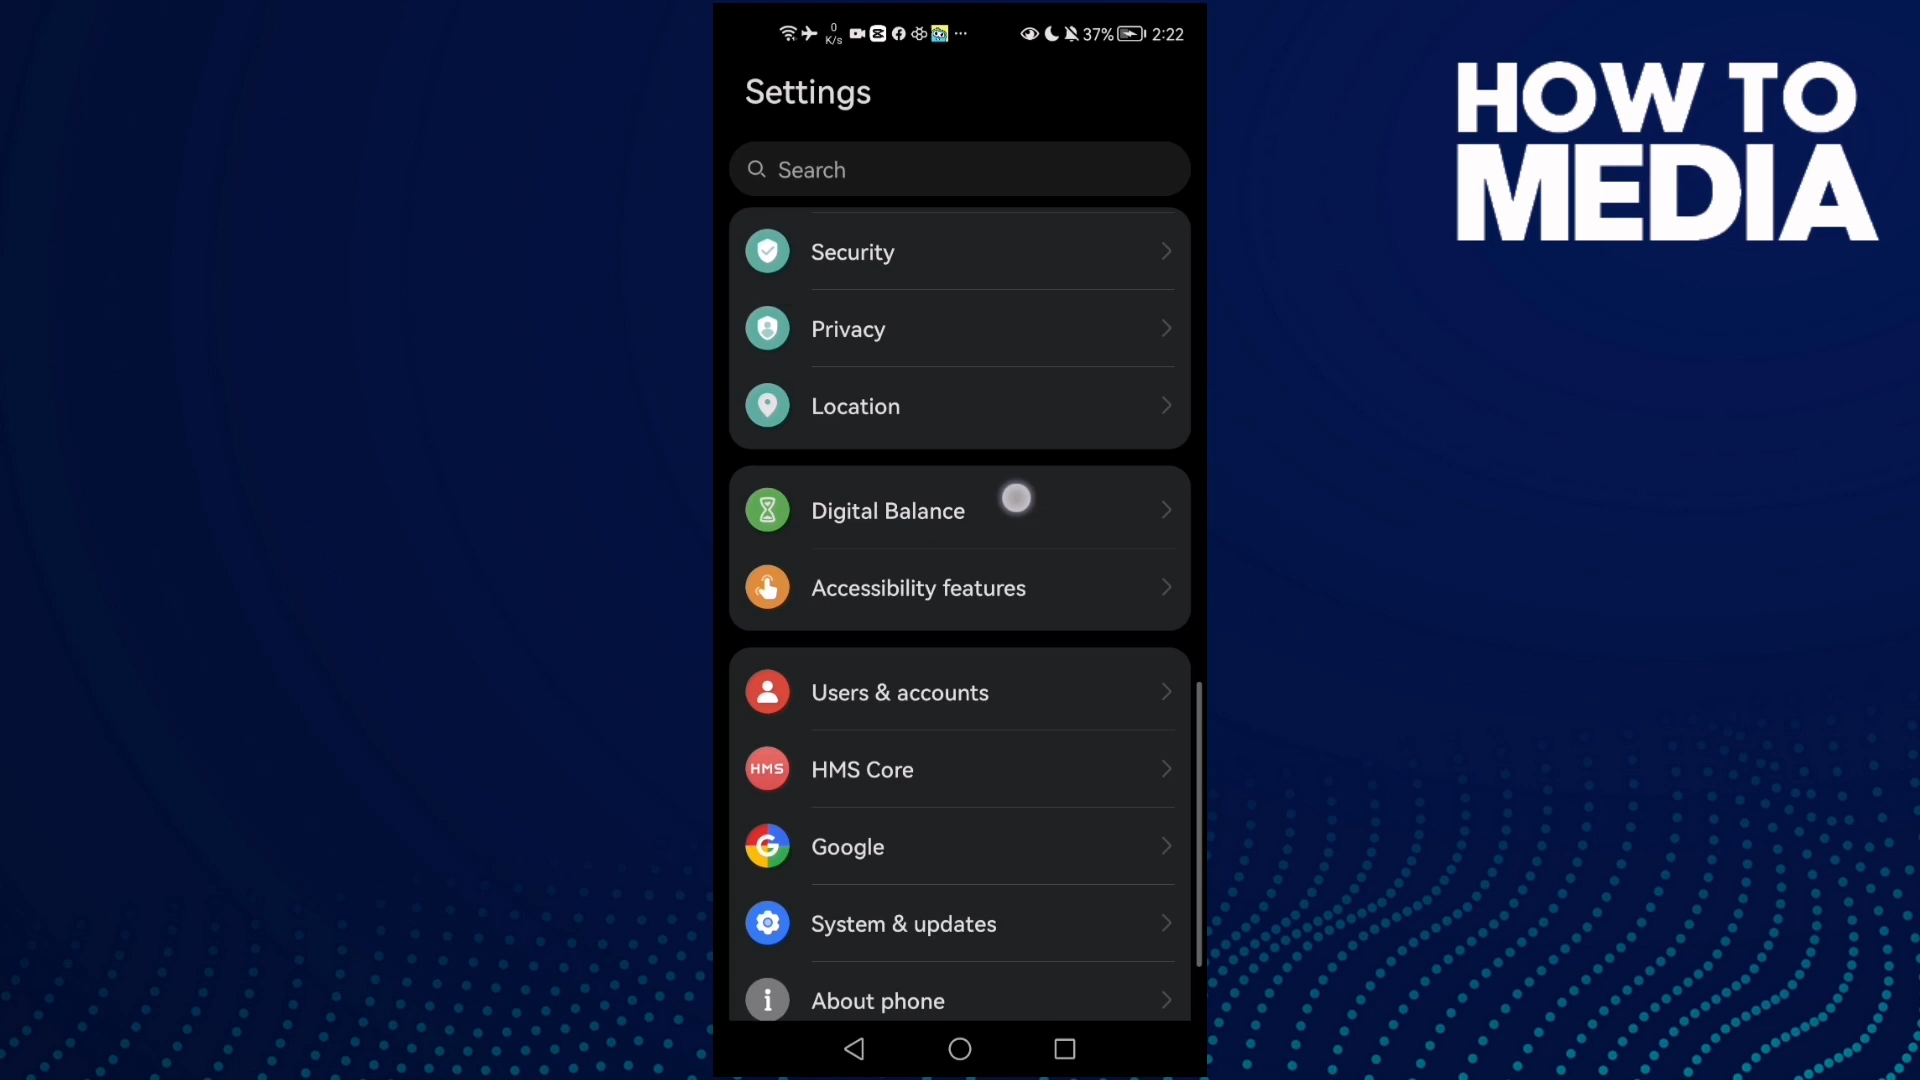 0
K/s
37%
2:22
Settings
Search
Security
Privacy
Location
Digital Balance
Accessibility features
Users & accounts
HMS
HMS Core
G
Google
System & updates
i
About phone
HOW TO
MEDIA